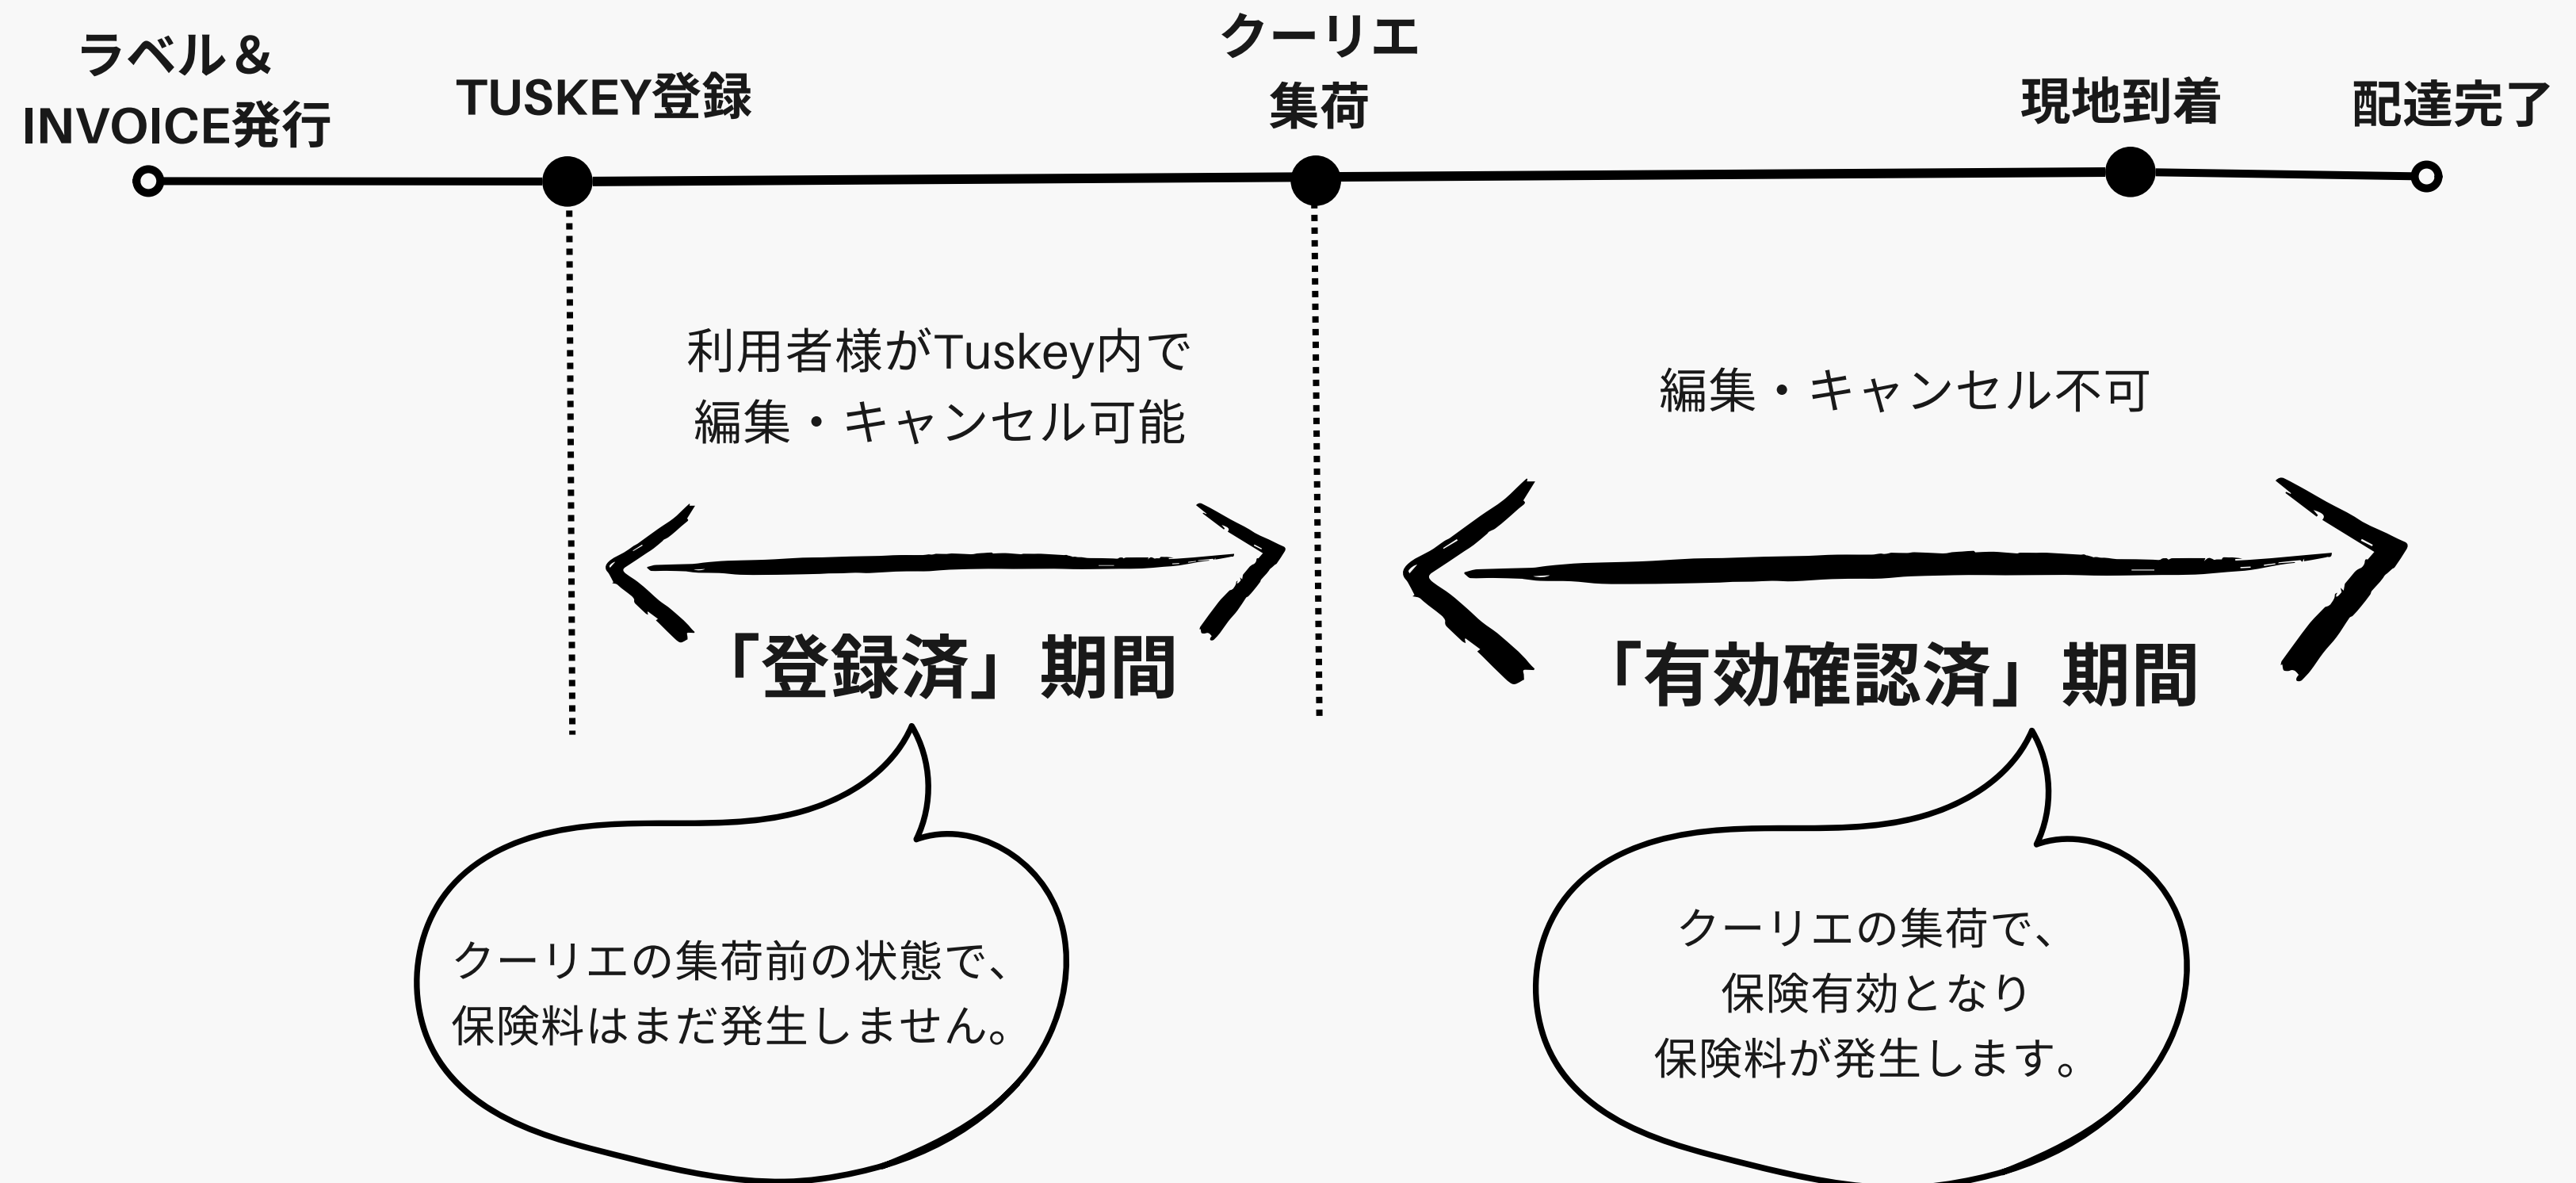 ラベル＆
INVOICE発行
TUSKEY登録
クーリエ
集荷
現地到着
配達完了
利用者様がTuskey内で
編集・キャンセル可能
編集・キャンセル不可
「登録済」期間
「有効確認済」期間
クーリエの集荷前の状態で、
保険料はまだ発生しません。
クーリエの集荷で、
保険有効となり
保険料が発生します。